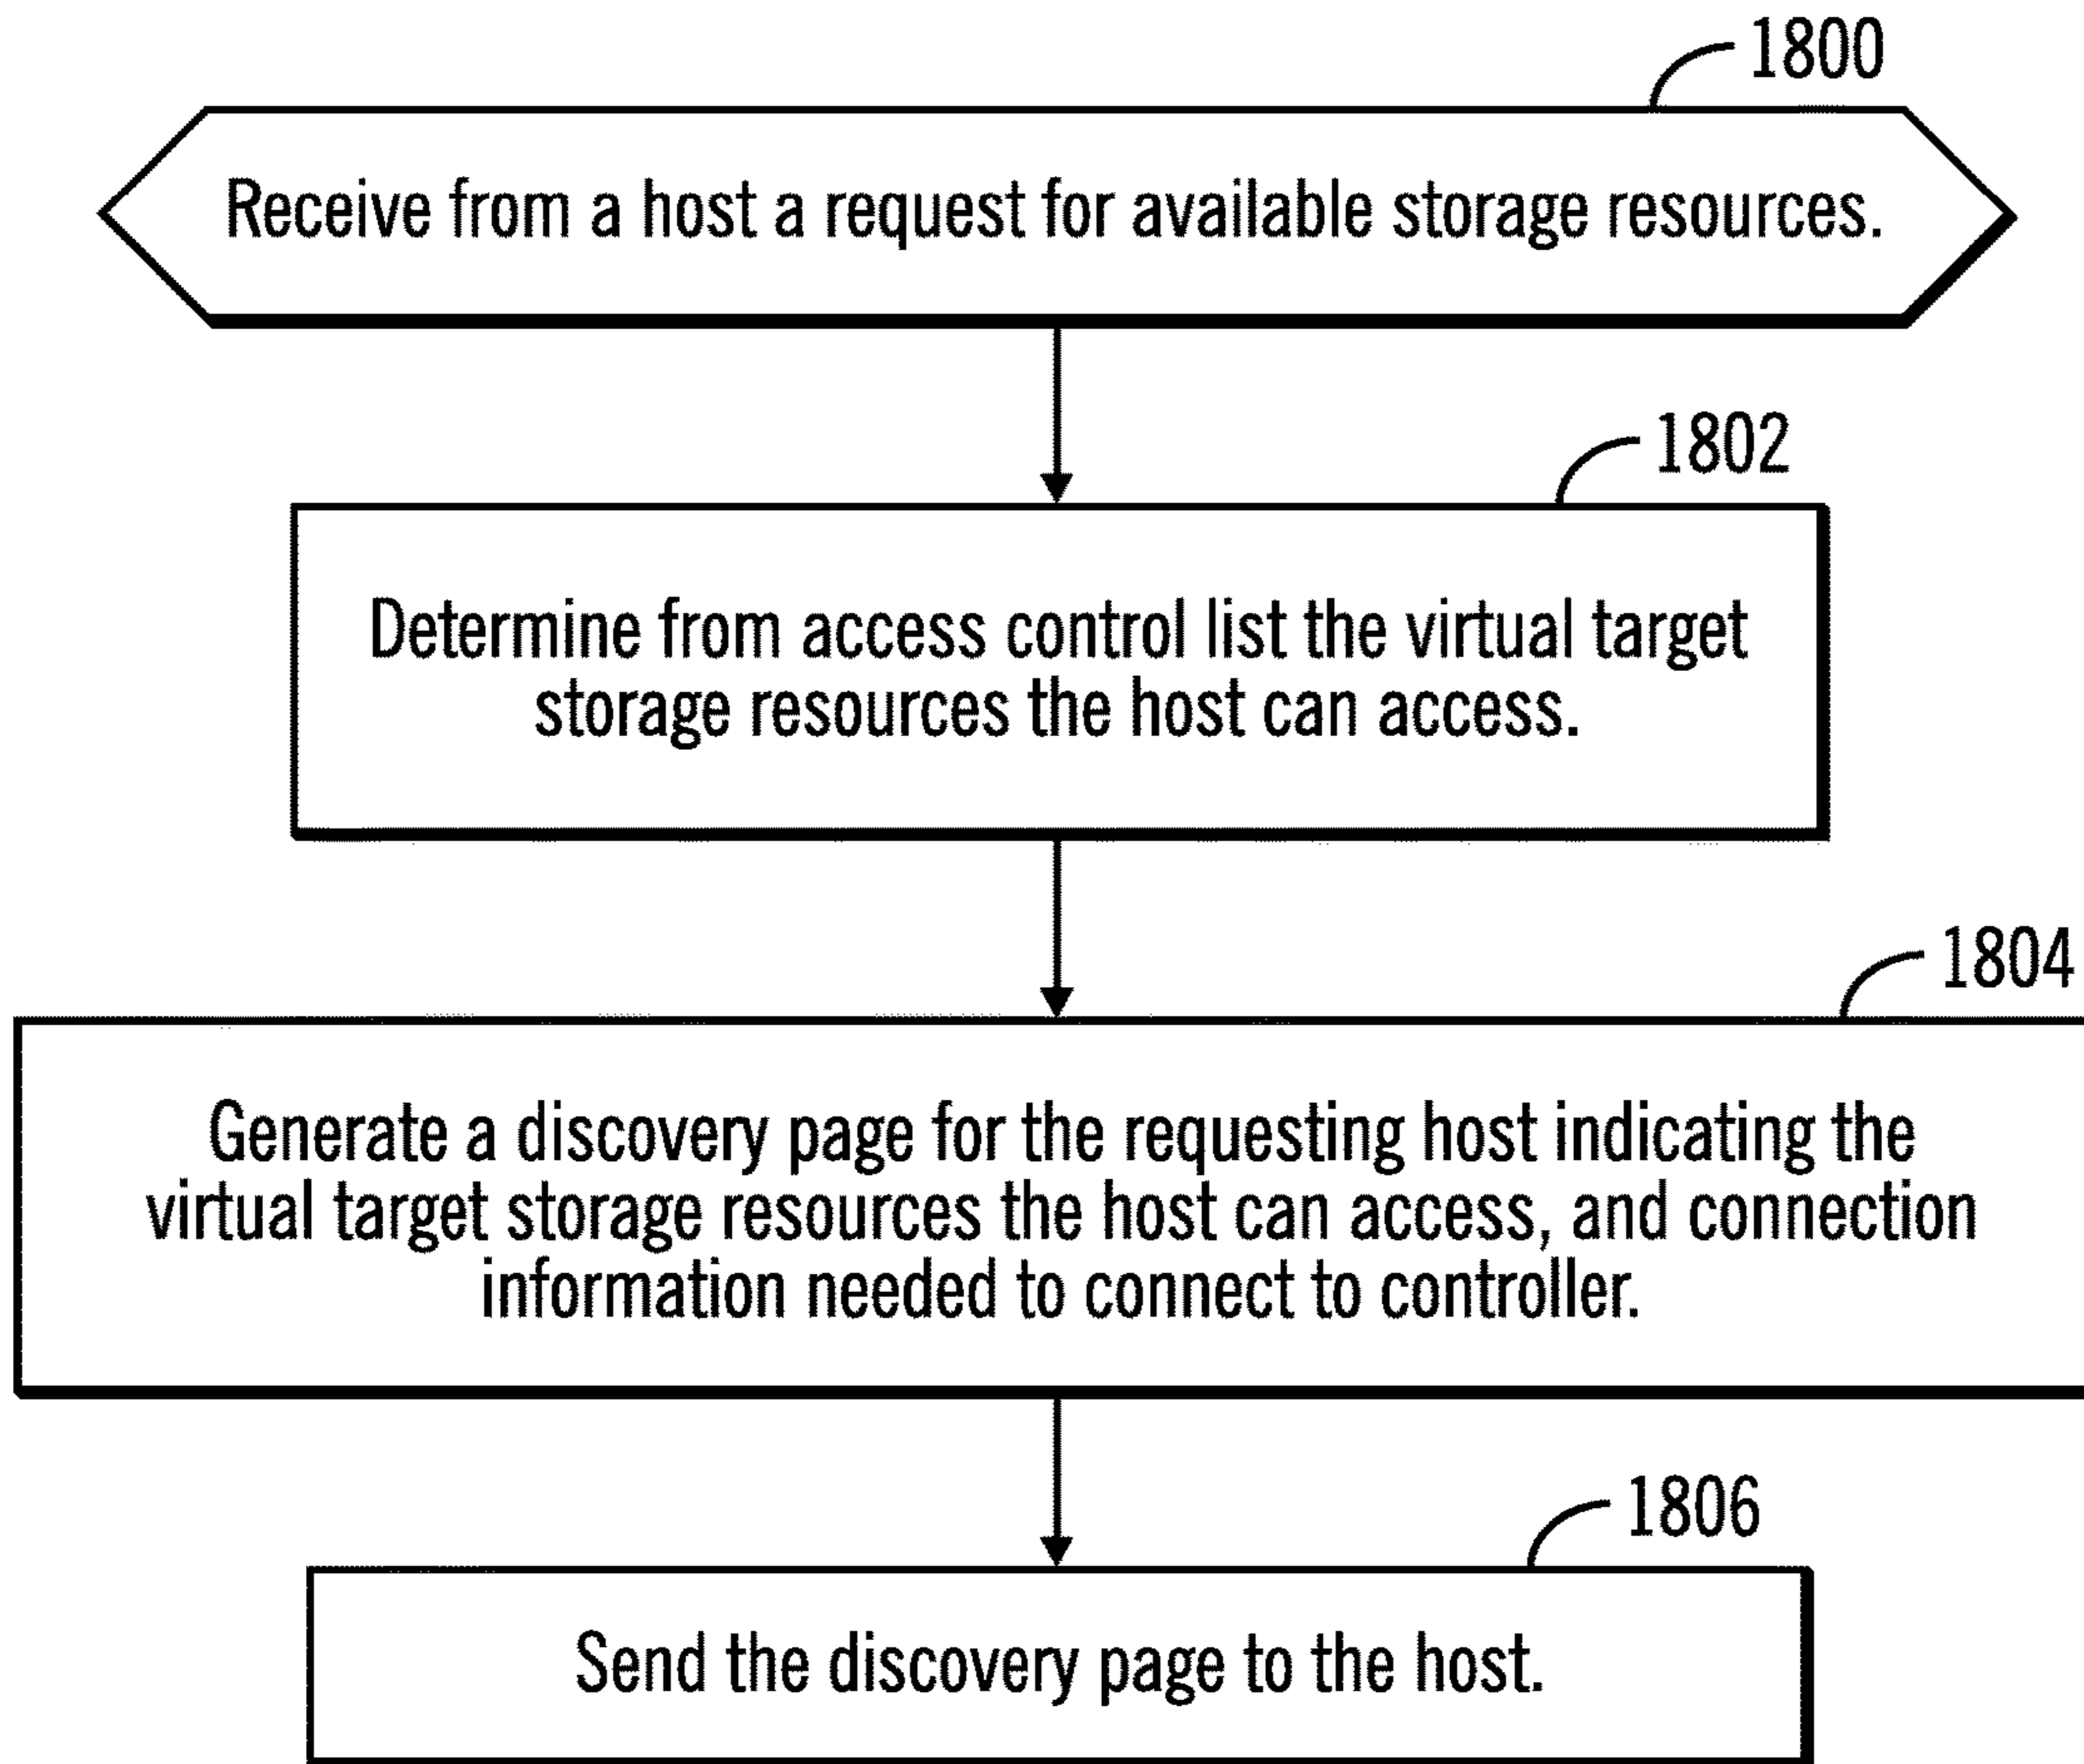 1800
Receive from a host a request for available storage resources.
1802
Determine from access control list the virtual target
storage resources the host can access.
1804
Generate a discovery page for the requesting host indicating the
virtual target storage resources the host can access, and connection
information needed to connect to controller.
1806
Send the discovery page to the host.